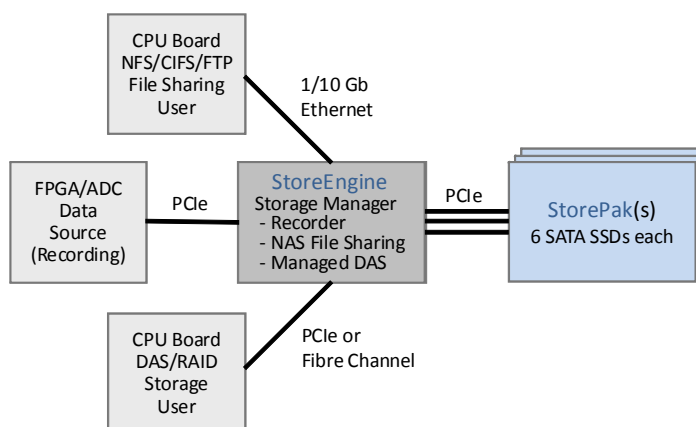 CPU Board
NFS/CIFS/FTP
File Sharing
User
1/10 Gb
Ethernet
FPGA/ADC
Data
Source
(Recording)
PCIe
StoreEngine
Storage Manager
- Recorder
- NAS File Sharing
- Managed DAS
PCIe
StorePak(s)
6 SATA SSDs each
CPU Board
DAS/RAID
Storage
User
PCIe or
Fibre Channel